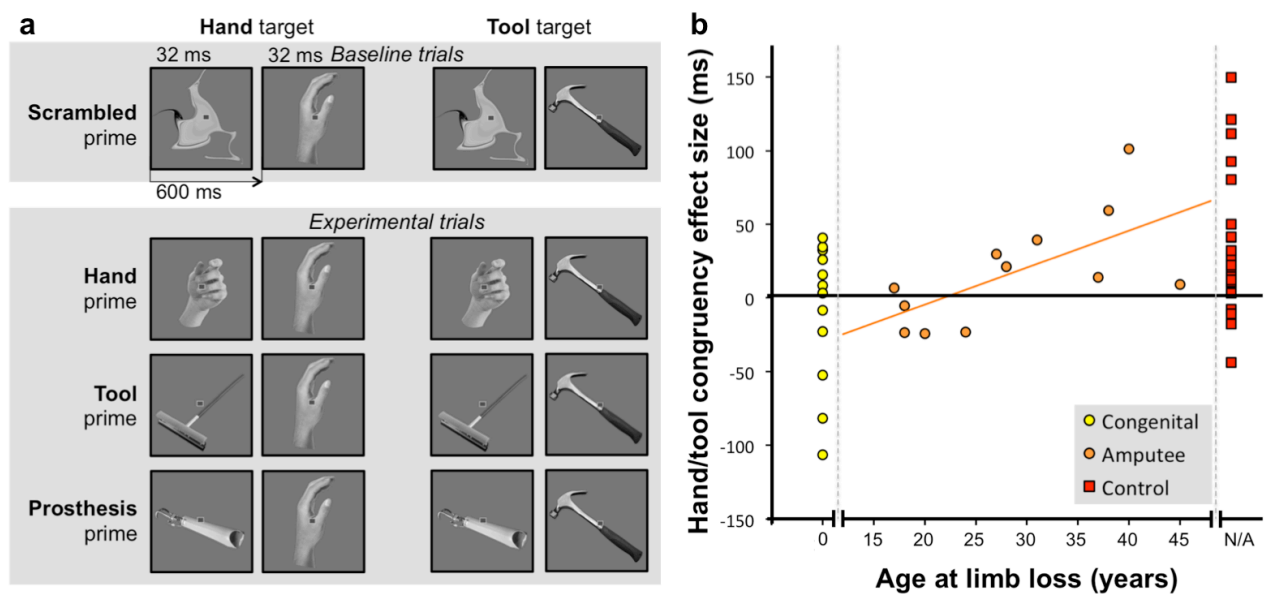 a
Hand target
Tool target
32 ms
32 ms Baseline trials
Scrambled
prime
600 ms
Experimental trials
Hand
prime
Tool
prime
Prosthesis
prime
b
Hand/tool congruency effect size (ms)
150
100
50
0
-50
-100
-150
Congenital
Amputee
Control
0
15
20
25
30
35
40
45
N/A
Age at limb loss (years)